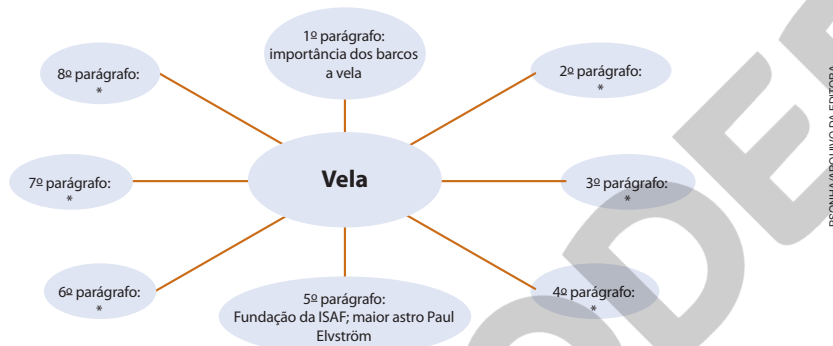 1º parágrafo:
importância dos barcos
a vela
2º parágrafo:
*
3º parágrafo:
*
4º parágrafo:
*
5º parágrafo:
Fundação da ISAF; maior astro Paul
Elvström
6º parágrafo:
*
7º parágrafo:
*
8º parágrafo:
*
Vela